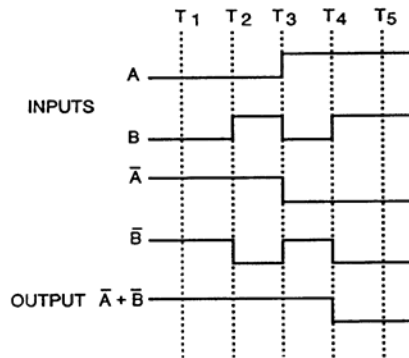 T1 T2 T3 T4 T5
A
INPUTS
B
Ā
B̄
OUTPUT Ā + B̄